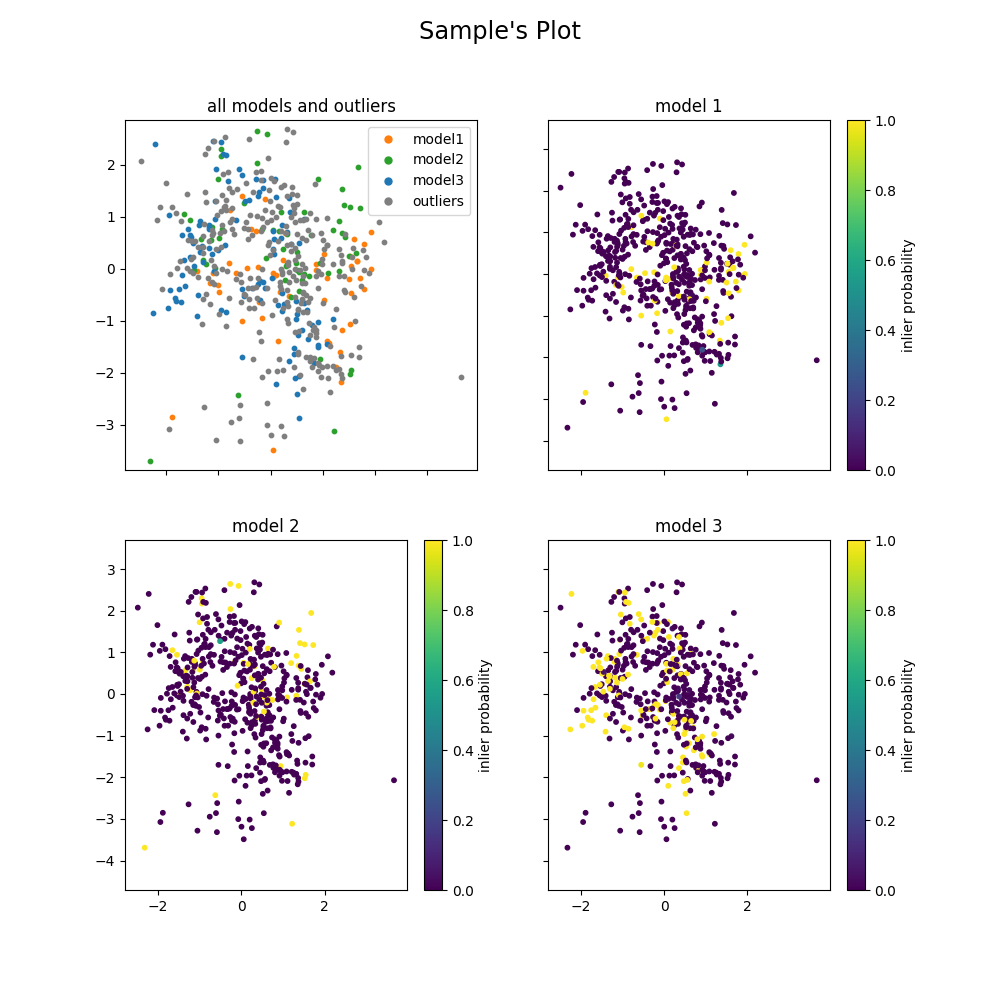 Sample's Plot
all models and outliers
model1
model2
model3
outliers
2
1
0
−1
−2
−3
model 1
1.0
0.8
0.6
0.4
0.2
0.0
inlier probability
model 2
3
2
1
0
−1
−2
−3
−4
−2 0 2
1.0
0.8
0.6
0.4
0.2
0.0
inlier probability
model 3
−2 0 2
1.0
0.8
0.6
0.4
0.2
0.0
inlier probability